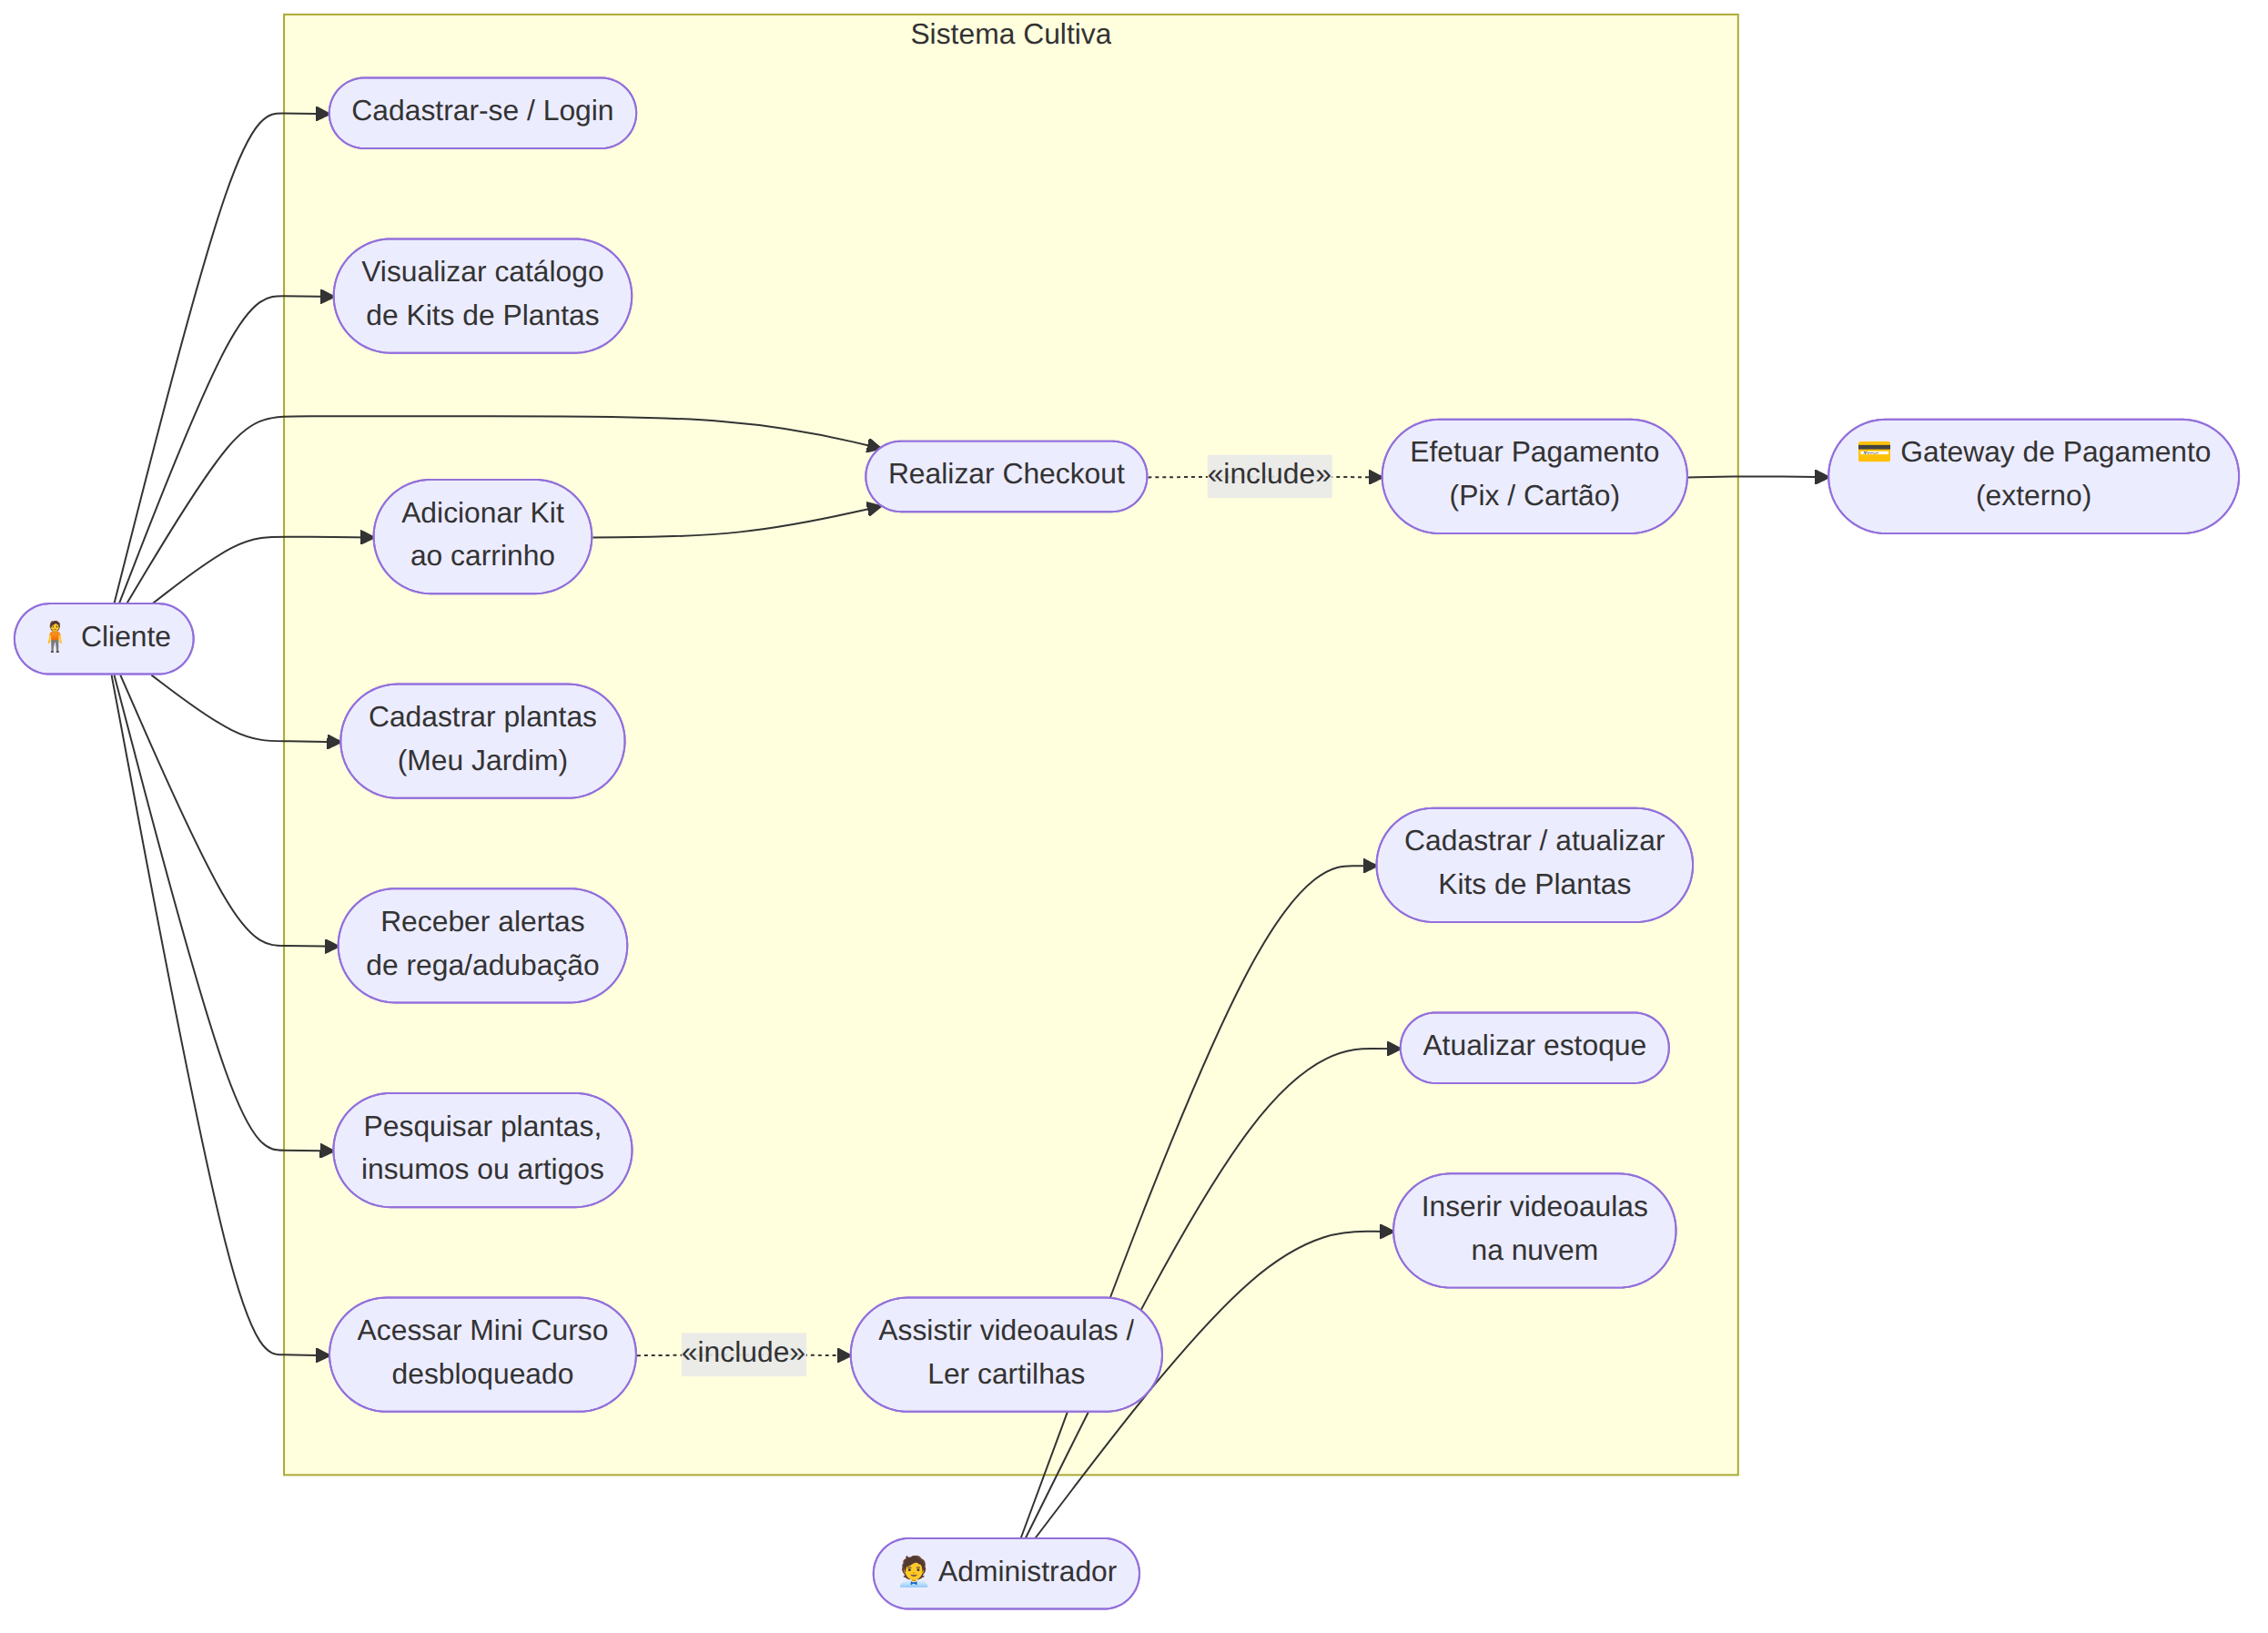 Sistema Cultiva
Cadastrar-se / Login
Visualizar catálogo
de Kits de Plantas
Realizar Checkout
«include»
Efetuar Pagamento
(Pix / Cartão)
💳 Gateway de Pagamento
(externo)
Adicionar Kit
ao carrinho
🧍 Cliente
Cadastrar plantas
(Meu Jardim)
Cadastrar / atualizar
Kits de Plantas
Receber alertas
de rega/adubação
Atualizar estoque
Pesquisar plantas,
insumos ou artigos
Inserir videoaulas
na nuvem
Acessar Mini Curso
desbloqueado
«include»
Assistir videoaulas /
Ler cartilhas
🧑‍💼 Administrador